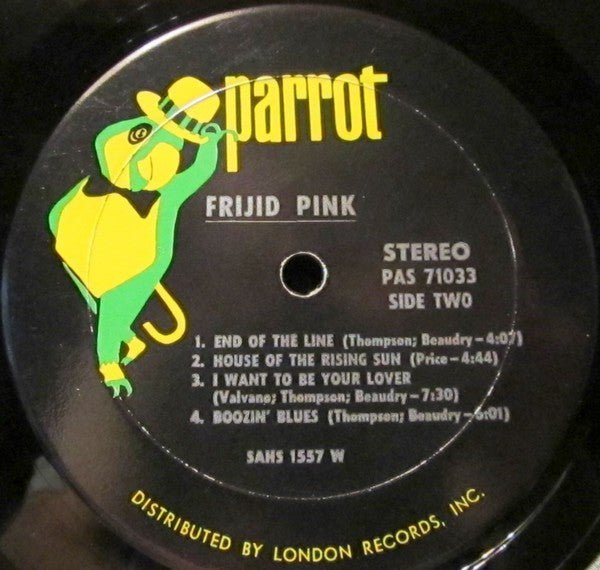 parrot
FRIJID PINK
STEREO
PAS 71033
SIDE TWO
1. END OF THE LINE (Thompson; Beaudry—4:07)
2. HOUSE OF THE RISING SUN (Price—4:44)
3. I WANT TO BE YOUR LOVER
(Valvano; Thompson; Beaudry—7:30)
4. BOOZIN' BLUES (Thompson; Beaudry—6:01)
SAHS 1557 W
DISTRIBUTED BY LONDON RECORDS, INC.